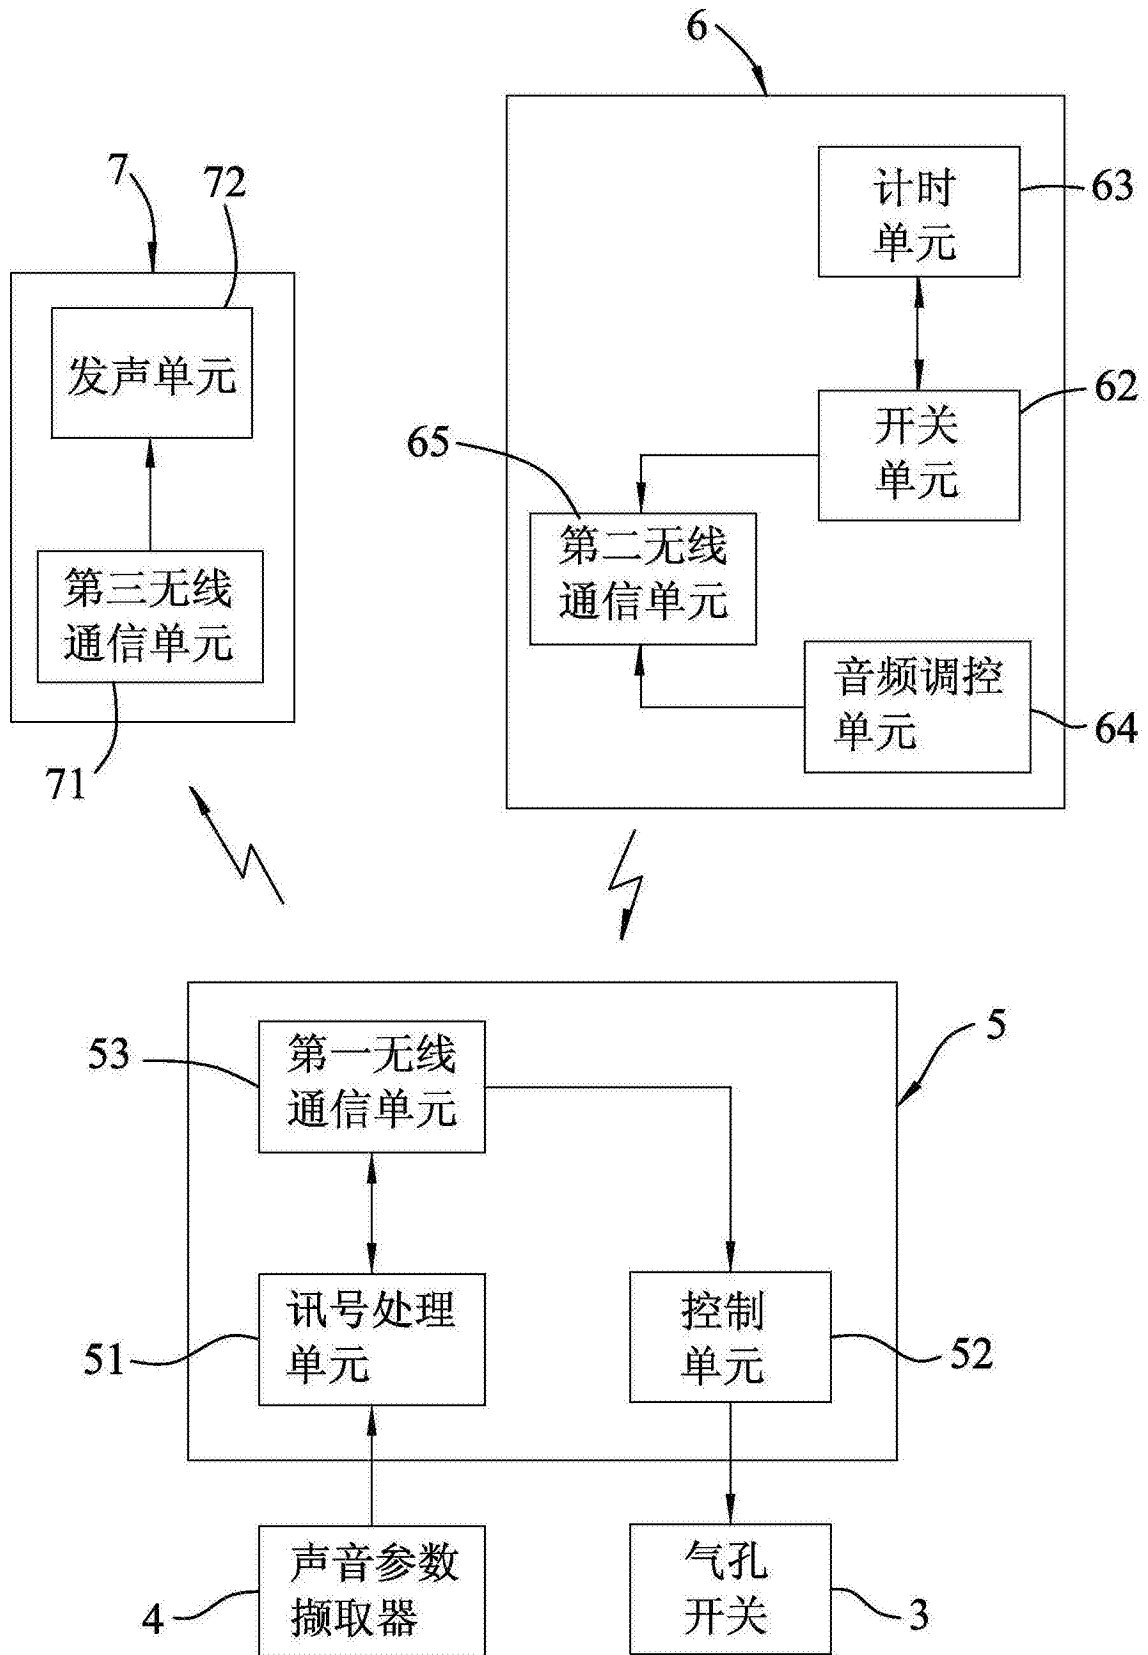 6
63
计时
单元
7
72
发声单元
62
开关
单元
65
第二无线
通信单元
第三无线
通信单元
71
音频调控
单元
64
5
53
第一无线
通信单元
51
讯号处理
单元
控制
单元
52
4
声音参数
撷取器
气孔
开关
3